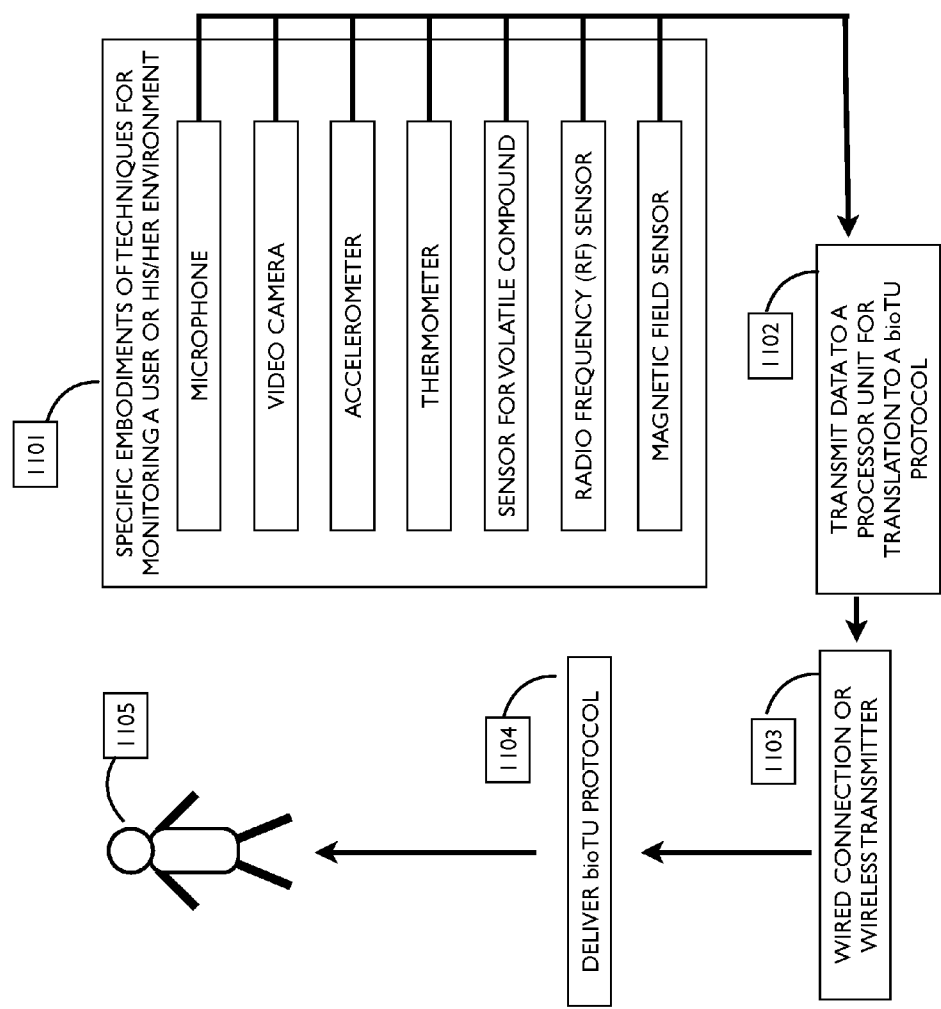 1101
SPECIFIC EMBODIMENTS OF TECHNIQUES FOR
MONITORING A USER OR HIS/HER ENVIRONMENT
MICROPHONE
VIDEO CAMERA
ACCELEROMETER
THERMOMETER
SENSOR FOR VOLATILE COMPOUND
RADIO FREQUENCY (RF) SENSOR
MAGNETIC FIELD SENSOR
1102
TRANSMIT DATA TO A
PROCESSOR UNIT FOR
TRANSLATION TO A bioTU
PROTOCOL
1103
WIRED CONNECTION OR
WIRELESS TRANSMITTER
1104
DELIVER bioTU PROTOCOL
1105